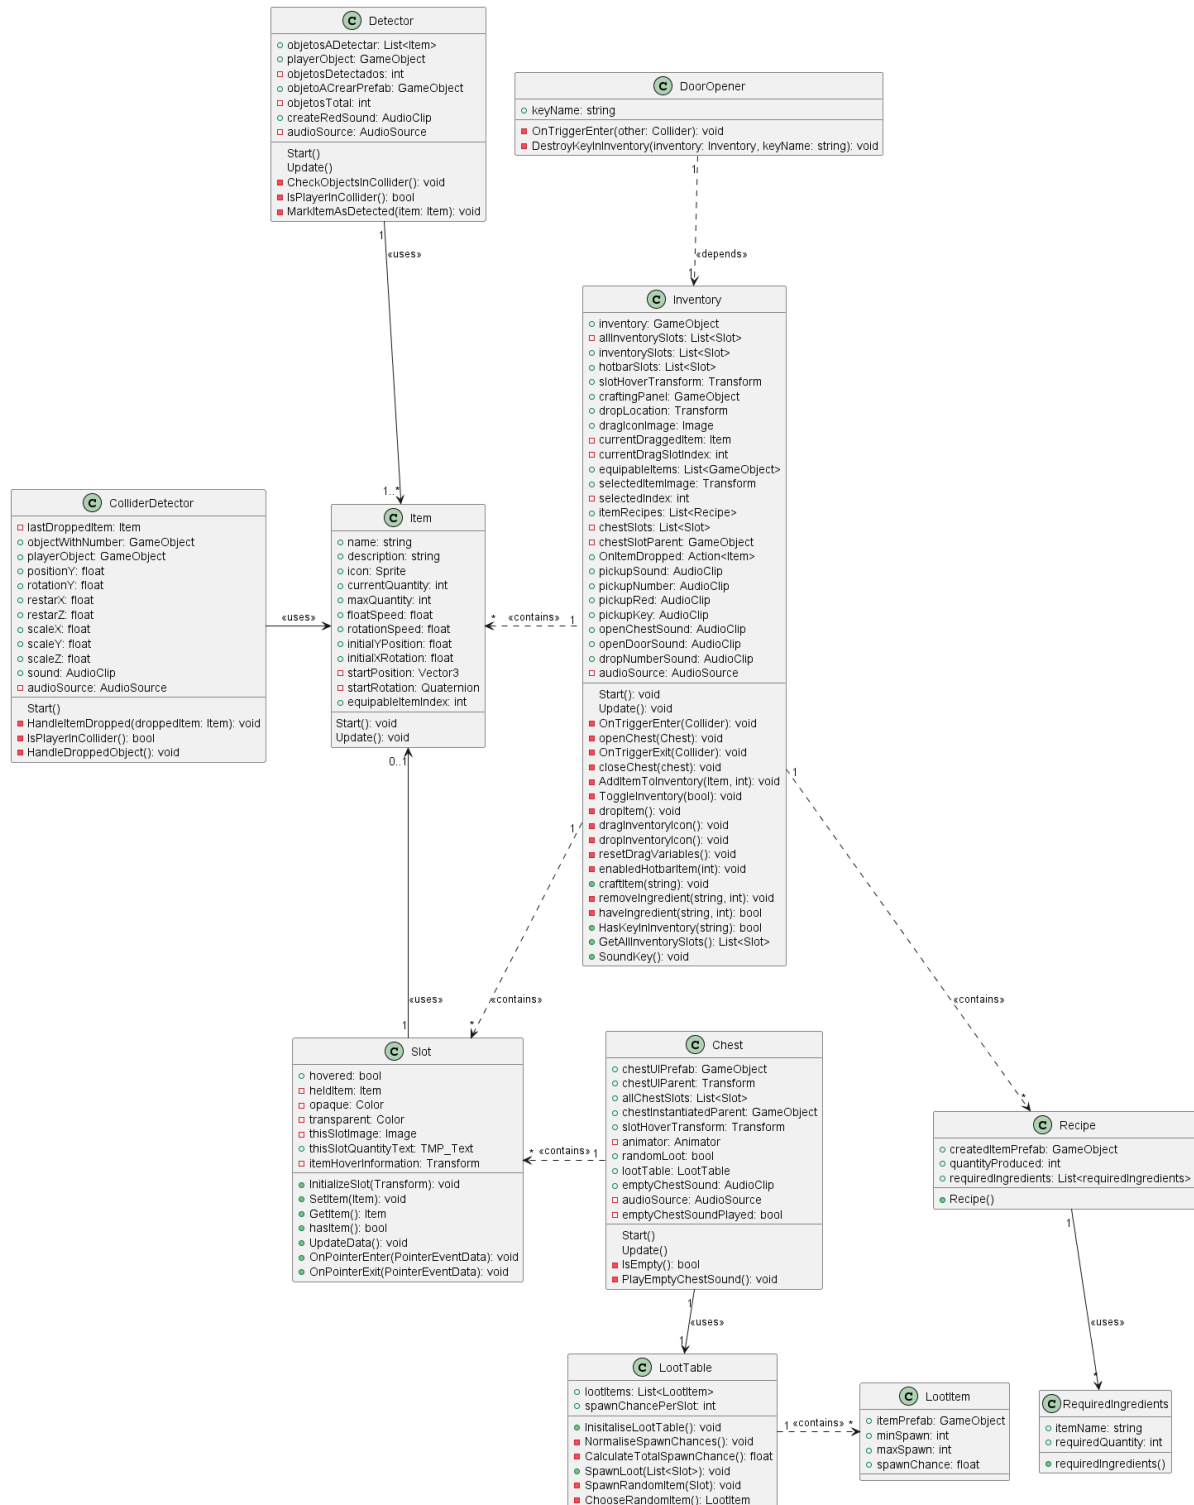 C Detector
objetosADetectar: List<Item>
playerObject: GameObject
objetosDetectados: int
objetoACrearPrefab: GameObject
objetosTotal: int
createRedSound: AudioClip
audioSource: AudioSource
Start()
Update()
CheckObjectsInCollider(): void
IsPlayerInCollider(): bool
MarkItemAsDetected(item: Item): void
C DoorOpener
keyName: string
OnTriggerEnter(other: Collider): void
DestroyKeyInInventory(inventory: Inventory, keyName: string): void
1
«uses»
1..*
1
«depends»
1
C Inventory
inventory: GameObject
allInventorySlots: List<Slot>
inventorySlots: List<Slot>
hotbarSlots: List<Slot>
slotHoverTransform: Transform
craftingPanel: GameObject
dropLocation: Transform
dragIconImage: Image
currentDraggedItem: Item
currentDragSlotIndex: int
equipableItems: List<GameObject>
selectedItemImage: Transform
selectedIndex: int
itemRecipes: List<Recipe>
chestSlots: List<Slot>
chestSlotParent: GameObject
OnItemDropped: Action<Item>
pickupSound: AudioClip
pickupNumber: AudioClip
pickupRed: AudioClip
pickupKey: AudioClip
openChestSound: AudioClip
openDoorSound: AudioClip
dropNumberSound: AudioClip
audioSource: AudioSource
Start(): void
Update(): void
OnTriggerEnter(Collider): void
openChest(Chest): void
OnTriggerExit(Collider): void
closeChest(chest): void
AddItemToInventory(Item, int): void
ToggleInventory(bool): void
dropItem(): void
dragInventoryIcon(): void
dropInventoryIcon(): void
resetDragVariables(): void
enabledHotbarItem(int): void
craftItem(string): void
removeIngredient(string, int): void
haveIngredient(string, int): bool
HasKeyInInventory(string): bool
GetAllInventorySlots(): List<Slot>
SoundKey(): void
C ColliderDetector
lastDroppedItem: Item
objectWithNumber: GameObject
playerObject: GameObject
positionY: float
rotationY: float
restarX: float
restarZ: float
scaleX: float
scaleY: float
scaleZ: float
sound: AudioClip
audioSource: AudioSource
Start()
HandleItemDropped(droppedItem: Item): void
IsPlayerInCollider(): bool
HandleDroppedObject(): void
«uses»
C Item
name: string
description: string
icon: Sprite
currentQuantity: int
maxQuantity: int
floatSpeed: float
rotationSpeed: float
initialYPosition: float
initialXRotation: float
startPosition: Vector3
startRotation: Quaternion
equipableItemIndex: int
Start(): void
Update(): void
* «contains» 1
0..1
«uses»
1
1
«contains»
*
1
«contains»
*
C Slot
hovered: bool
heldItem: Item
opaque: Color
transparent: Color
thisSlotImage: Image
thisSlotQuantityText: TMP_Text
itemHoverInformation: Transform
InitializeSlot(Transform): void
SetItem(Item): void
GetItem(): Item
hasItem(): bool
UpdateData(): void
OnPointerEnter(PointerEventData): void
OnPointerExit(PointerEventData): void
* «contains» 1
C Chest
chestUIPrefab: GameObject
chestUIParent: Transform
allChestSlots: List<Slot>
chestInstantiatedParent: GameObject
slotHoverTransform: Transform
animator: Animator
randomLoot: bool
lootTable: LootTable
emptyChestSound: AudioClip
audioSource: AudioSource
emptyChestSoundPlayed: bool
Start()
Update()
IsEmpty(): bool
PlayEmptyChestSound(): void
C Recipe
createdItemPrefab: GameObject
quantityProduced: int
requiredIngredients: List<requiredIngredients>
Recipe()
1
«uses»
1
1
«uses»
*
C LootTable
lootItems: List<LootItem>
spawnChancePerSlot: int
InisitaliseLootTable(): void
NormaliseSpawnChances(): void
CalculateTotalSpawnChance(): float
SpawnLoot(List<Slot>): void
SpawnRandomItem(Slot): void
ChooseRandomItem(): LootItem
1 «contains» *
C LootItem
itemPrefab: GameObject
minSpawn: int
maxSpawn: int
spawnChance: float
C RequiredIngredients
itemName: string
requiredQuantity: int
requiredIngredients()